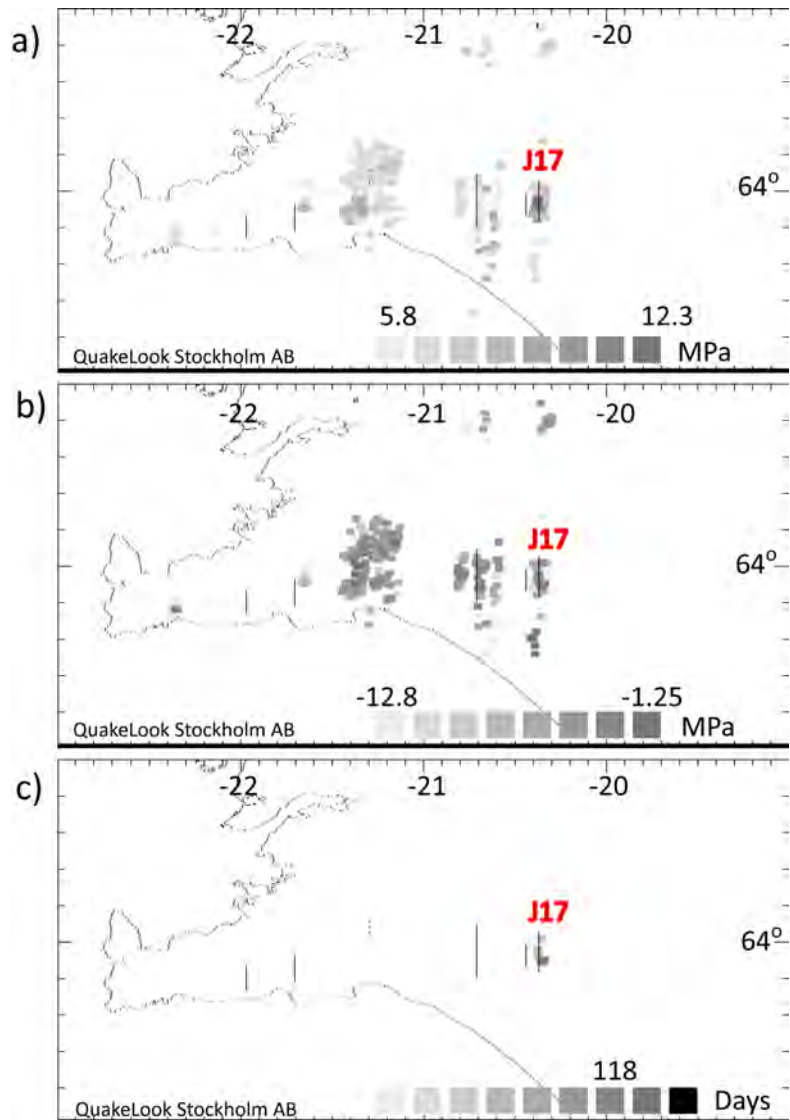 a)
-22 -21 -20
J17
64°
5.8 12.3
QuakeLook Stockholm AB MPa
b)
-22 -21 -20
J17
64°
-12.8 -1.25
QuakeLook Stockholm AB MPa
c)
-22 -21 -20
J17
64°
118
QuakeLook Stockholm AB Days